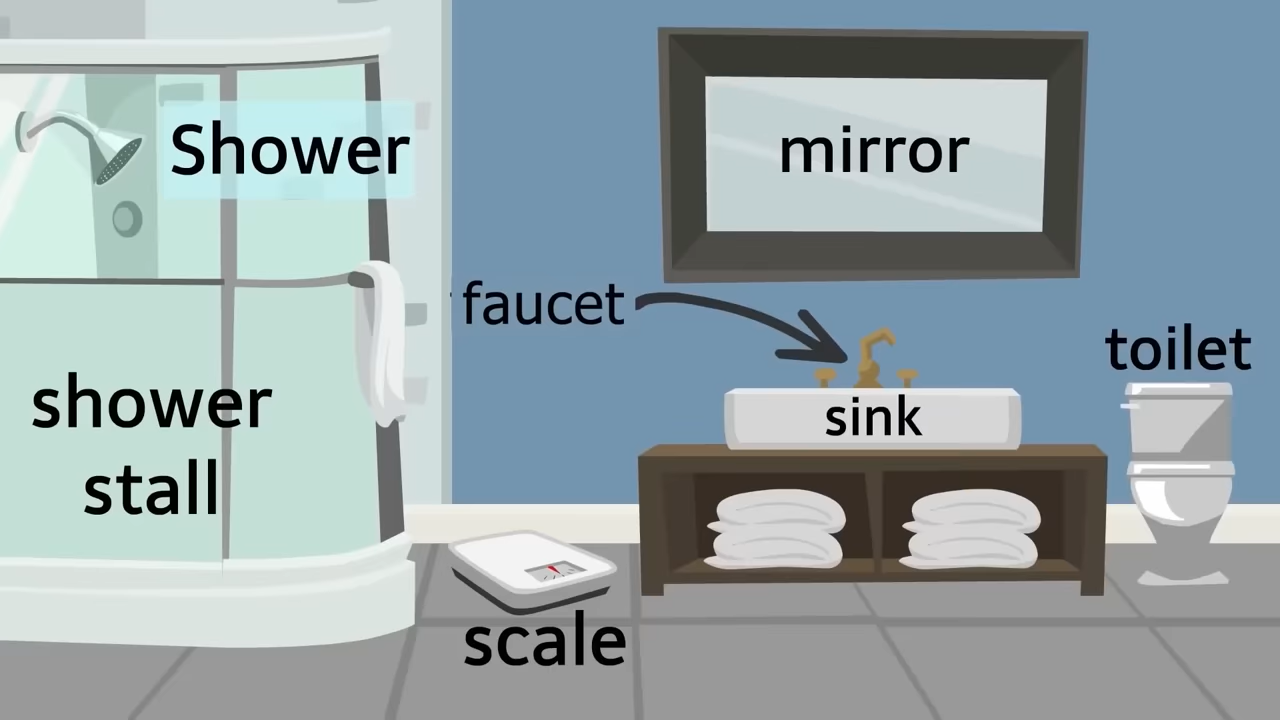 Shower
mirror
faucet
toilet
shower
stall
sink
scale